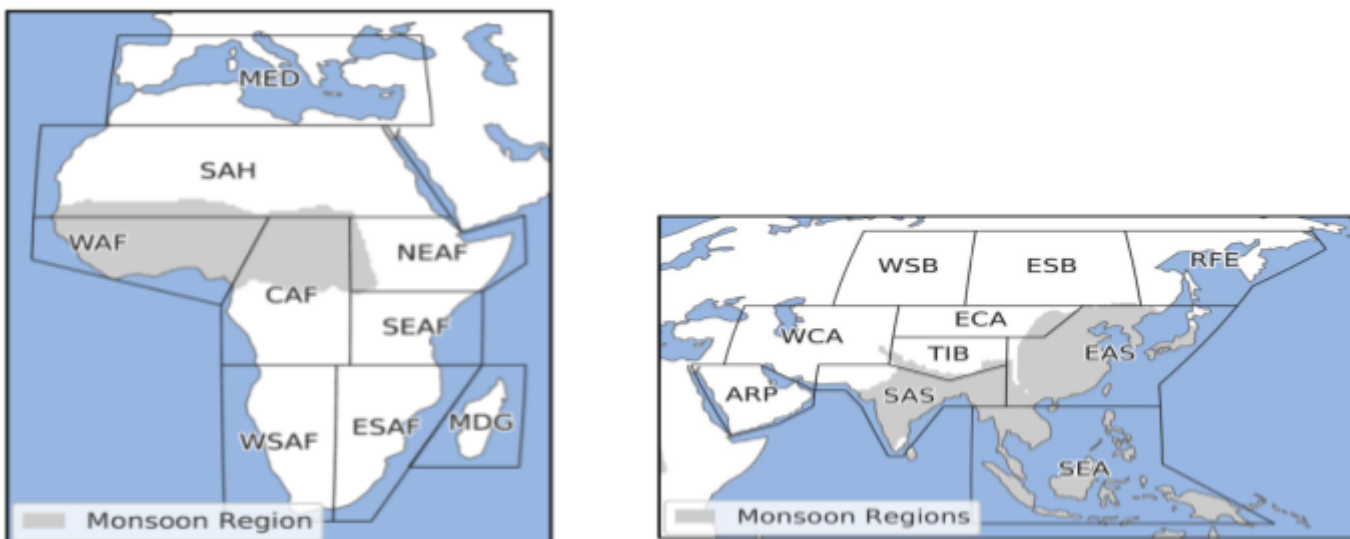 MED
SAH
WAF
NEAF
CAF
SEAF
WSAF
ESAF
MDG
Monsoon Region
WSB
ESB
RFE
ECA
WCA
TIB
EAS
ARP
SAS
SEA
Monsoon Regions